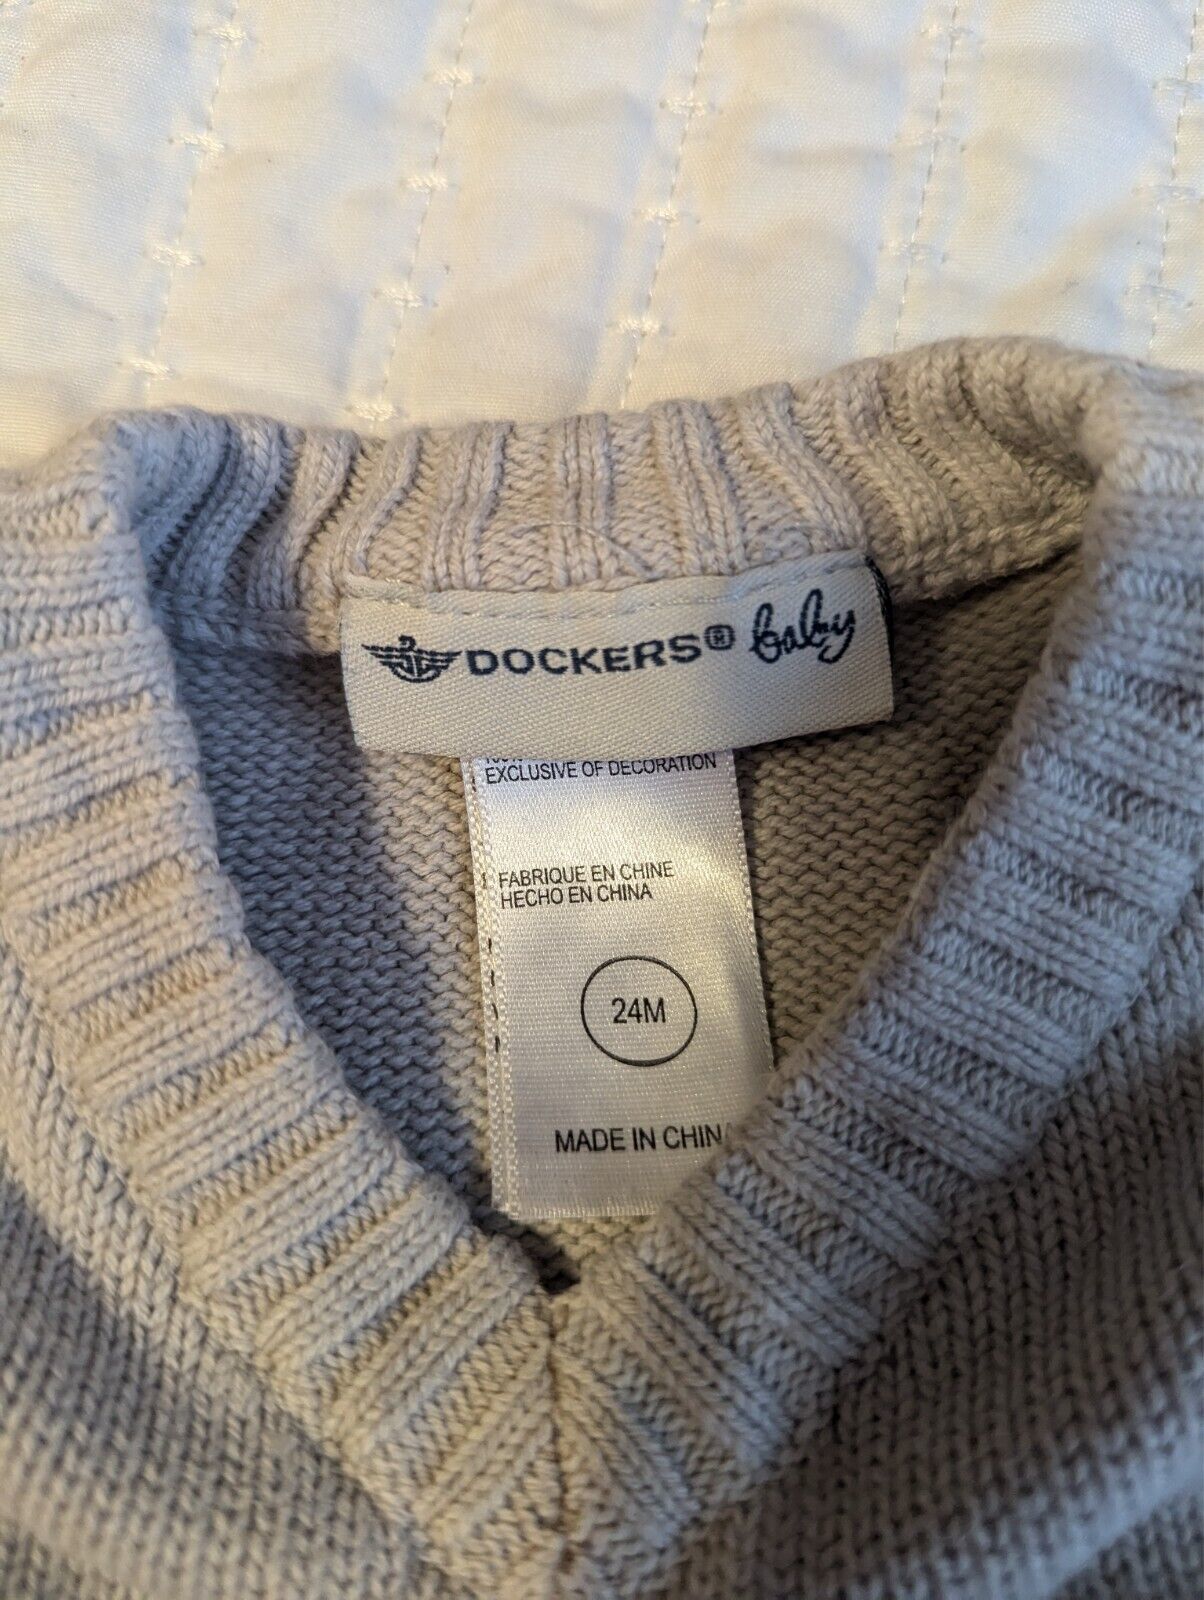 DOCKERS® baby
EXCLUSIVE OF DECORATION
FABRIQUE EN CHINE
HECHO EN CHINA
24M
MADE IN CHINA